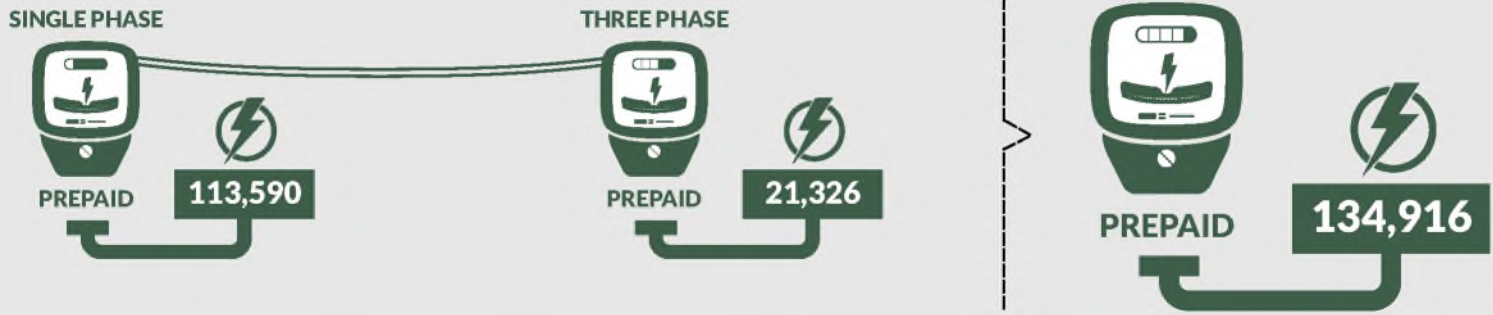 SINGLE PHASE
THREE PHASE
PREPAID
113,590
PREPAID
21,326
PREPAID
134,916